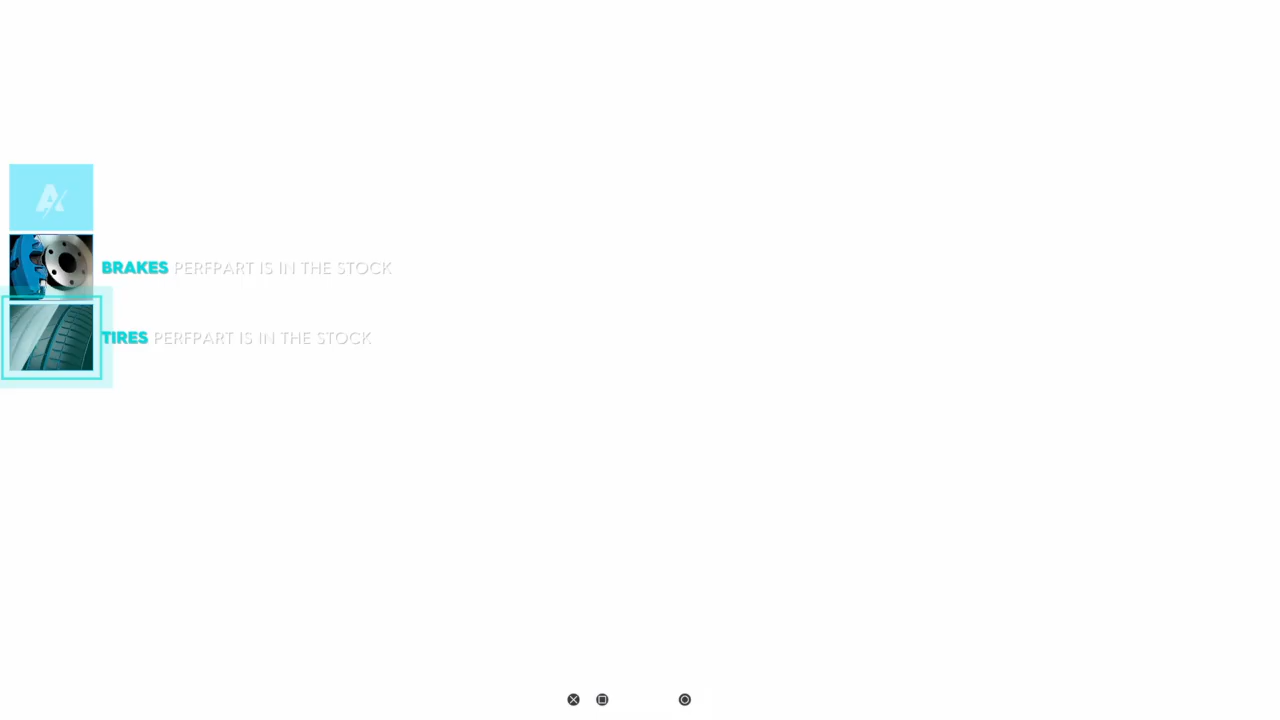 BRAKES PERFPART IS IN THE STOCK
TIRES PERFPART IS IN THE STOCK